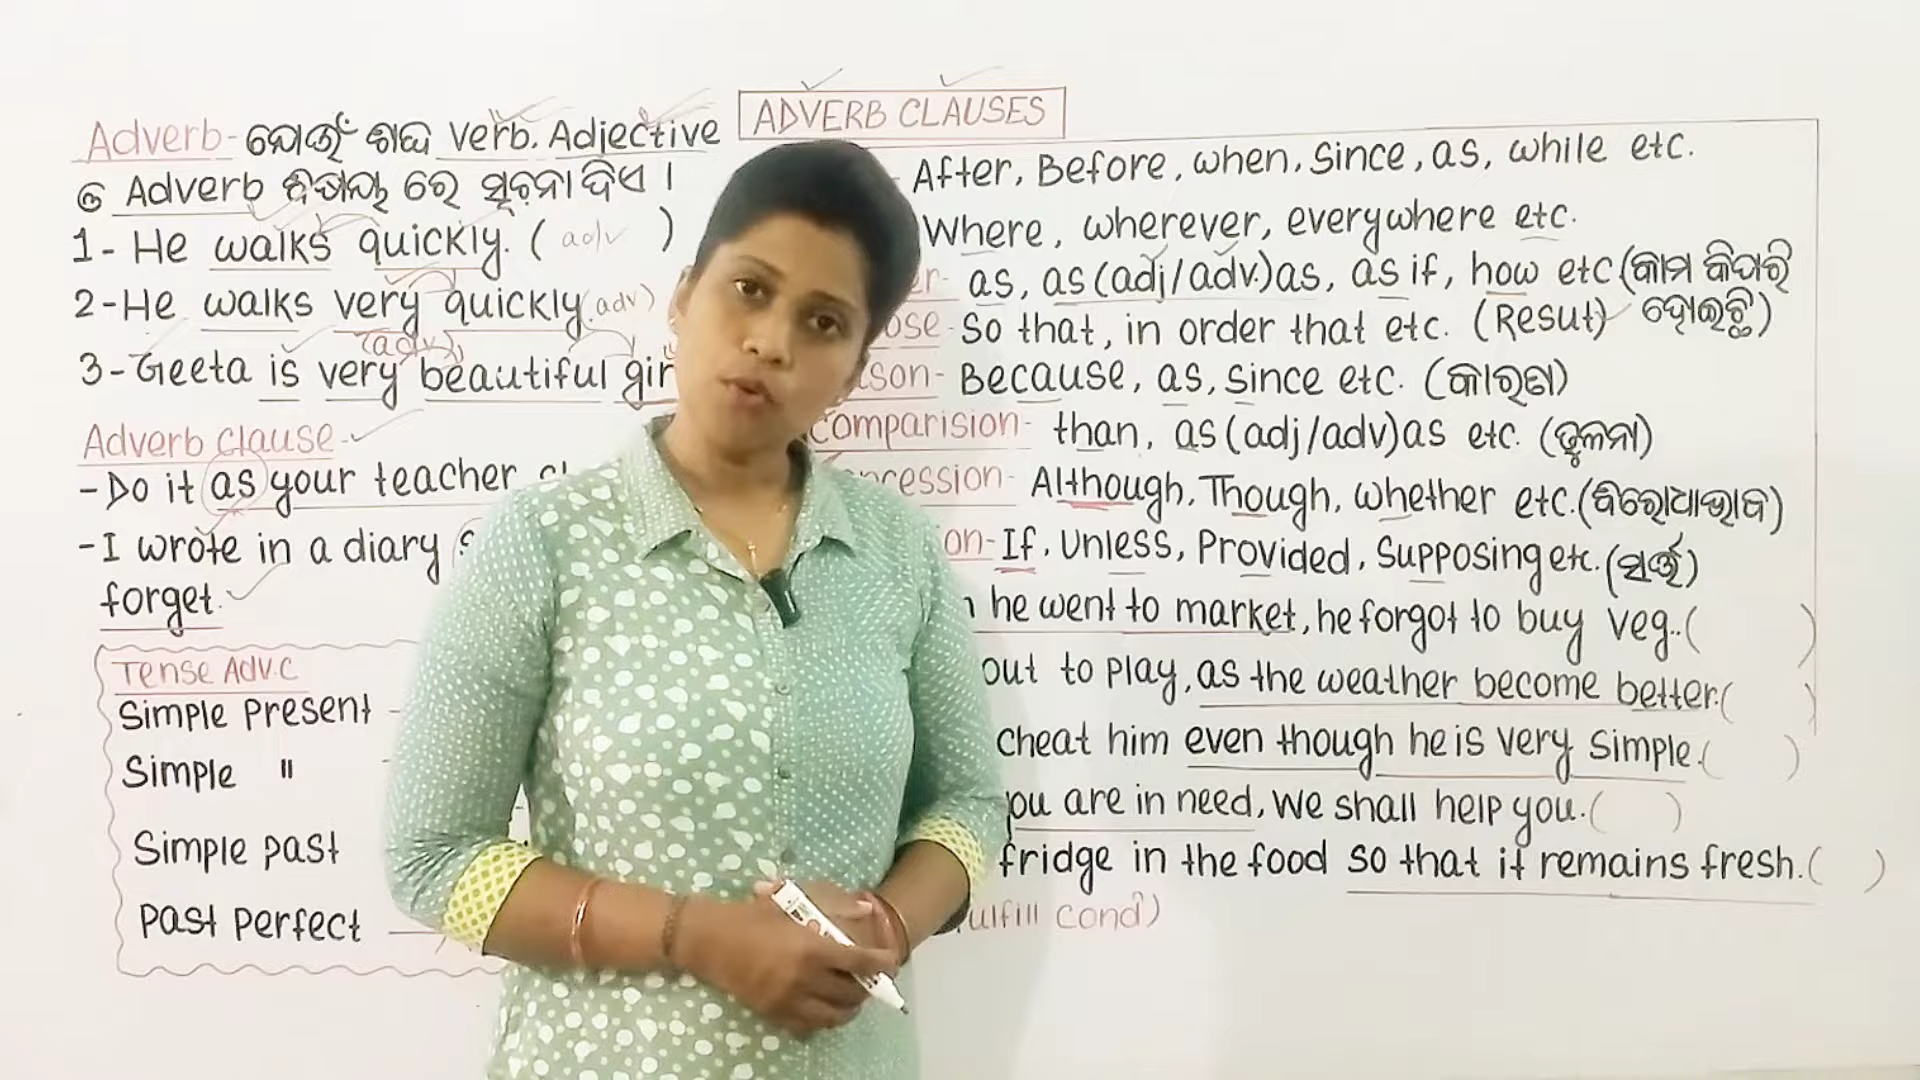 ADVERB CLAUSES
Adverb- ଯେଉଁ ଶବ୍ଦ verb. Adjective
ଓ Adverb ବିଷୟ ରେ ସୂଚନା ଦିଏ ।
1- He walks quickly. ( adv )
2- He walks very quickly. (adv)
(adv)
3- Geeta is very beautiful
Adverb clause-
- Do it as your teacher
- I wrote in a diary
forget.
Tense Adv.C
Simple present -
Simple "
Simple past
Past perfect
- After, Before, when, Since, as, while etc.
Where, wherever, everywhere etc.
as, as (adj/adv.) as, as if, how etc (କାମ କିପରି
ହୋଇଛି)
So that, in order that etc. (Resut)
Because, as, since etc. (କାରଣ)
comparision- than, as (adj/adv) as etc. (ତୁଳନା)
Although, Though, whether etc. (ବିରୋଧାଭାବ)
If, Unless, Provided, Supposing etc. (ସର୍ତ୍ତ)
he went to market, he forgot to buy veg..( )
out to play, as the weather become better.( )
cheat him even though he is very simple.( )
are in need, we shall help you.( )
fridge in the food so that it remains fresh.( )
cond)